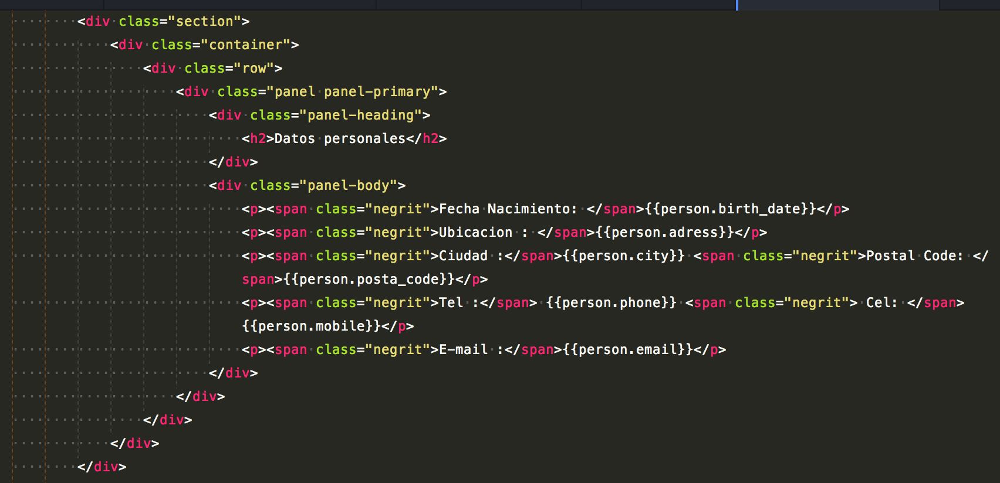 <div class="section">
<div class="container">
<div class="row">
<div class="panel panel-primary">
<div class="panel-heading">
<h2>Datos personales</h2>
</div>
<div class="panel-body">
<p><span class="negrit">Fecha Nacimiento: </span>{{person.birth_date}}</p>
<p><span class="negrit">Ubicacion : </span>{{person.adress}}</p>
<p><span class="negrit">Ciudad :</span>{{person.city}} <span class="negrit">Postal Code: </
span>{{person.posta_code}}</p>
<p><span class="negrit">Tel :</span> {{person.phone}} <span class="negrit"> Cel: </span>
{{person.mobile}}</p>
<p><span class="negrit">E-mail :</span>{{person.email}}</p>
</div>
</div>
</div>
</div>
</div>